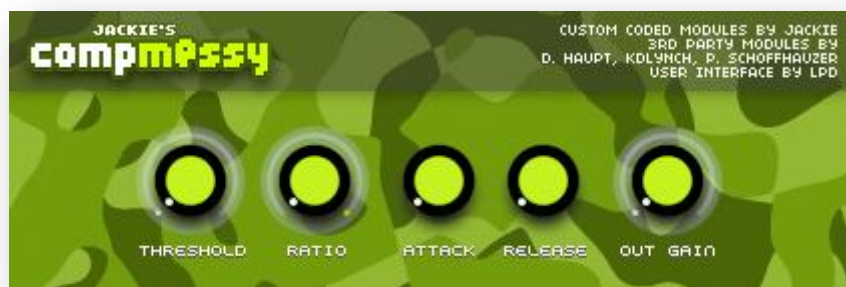 JACKIE'S
compmossy
CUSTOM CODED MODULES BY JACKIE
3RD PARTY MODULES BY
D. HAUPT, KDLYNCH, P. SCHOFFHAUZER
USER INTERFACE BY LPD
THRESHOLD RATIO ATTACK RELEASE OUT GAIN